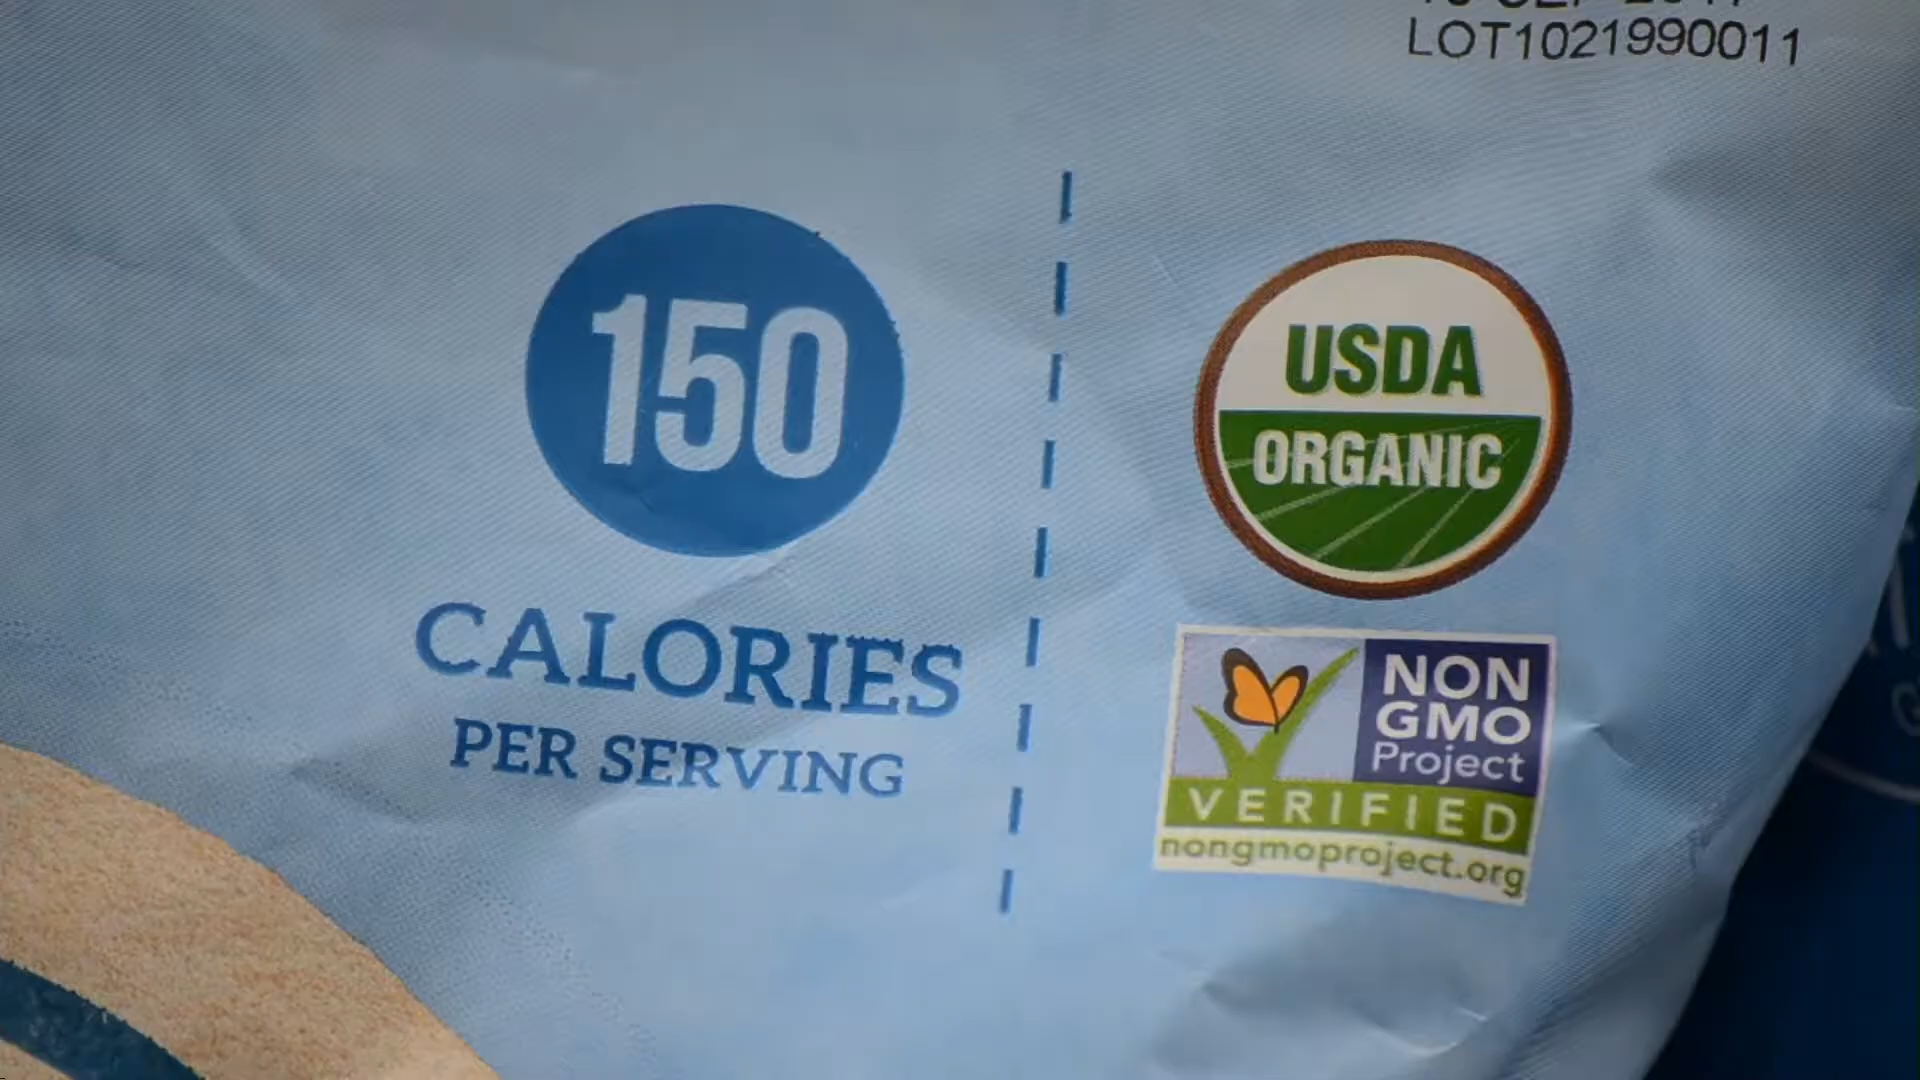 LOT1021990011
150
CALORIES
PER SERVING
USDA
ORGANIC
NON
GMO
Project
VERIFIED
nongmoproject.org